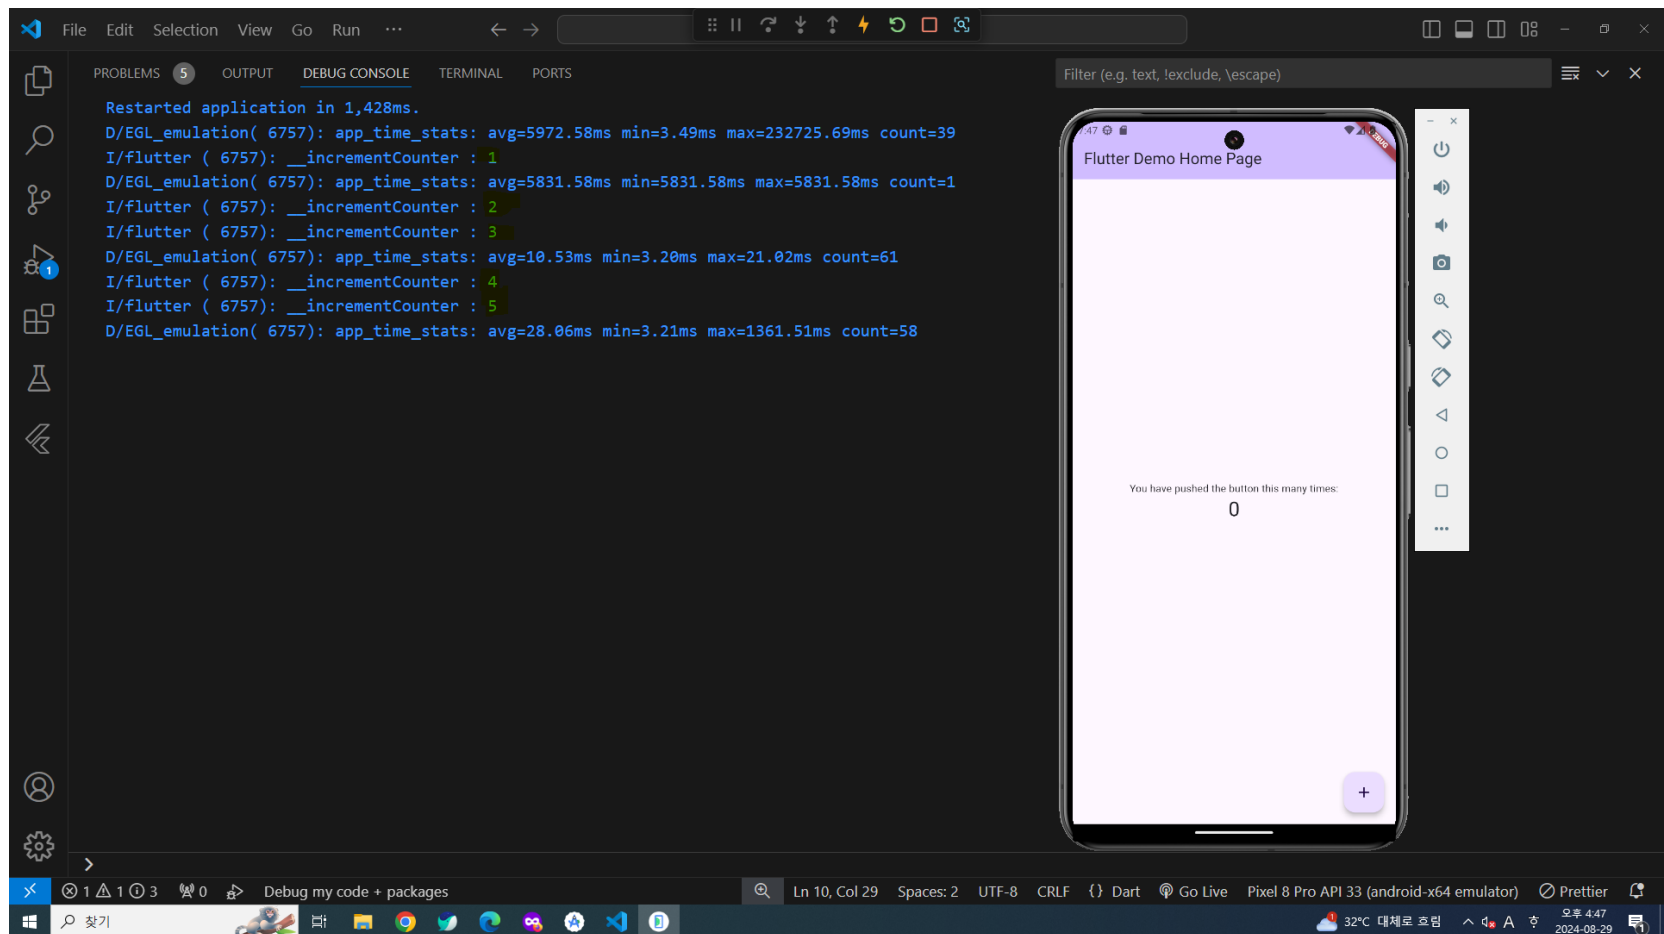 File Edit Selection View Go Run ···
PROBLEMS 5 OUTPUT DEBUG CONSOLE TERMINAL PORTS
Filter (e.g. text, !exclude, \escape)
Restarted application in 1,428ms.
D/EGL_emulation( 6757): app_time_stats: avg=5972.58ms min=3.49ms max=232725.69ms count=39
I/flutter ( 6757): __incrementCounter : 1
D/EGL_emulation( 6757): app_time_stats: avg=5831.58ms min=5831.58ms max=5831.58ms count=1
I/flutter ( 6757): __incrementCounter : 2
I/flutter ( 6757): __incrementCounter : 3
D/EGL_emulation( 6757): app_time_stats: avg=10.53ms min=3.20ms max=21.02ms count=61
I/flutter ( 6757): __incrementCounter : 4
I/flutter ( 6757): __incrementCounter : 5
D/EGL_emulation( 6757): app_time_stats: avg=28.06ms min=3.21ms max=1361.51ms count=58
1
:47
Flutter Demo Home Page
You have pushed the button this many times:
0
+
1 1 3 0 Debug my code + packages
Ln 10, Col 29 Spaces: 2 UTF-8 CRLF {} Dart Go Live Pixel 8 Pro API 33 (android-x64 emulator) Prettier
찾기
1 32°C 대체로 흐림 A 한 오후 4:47
2024-08-29
1